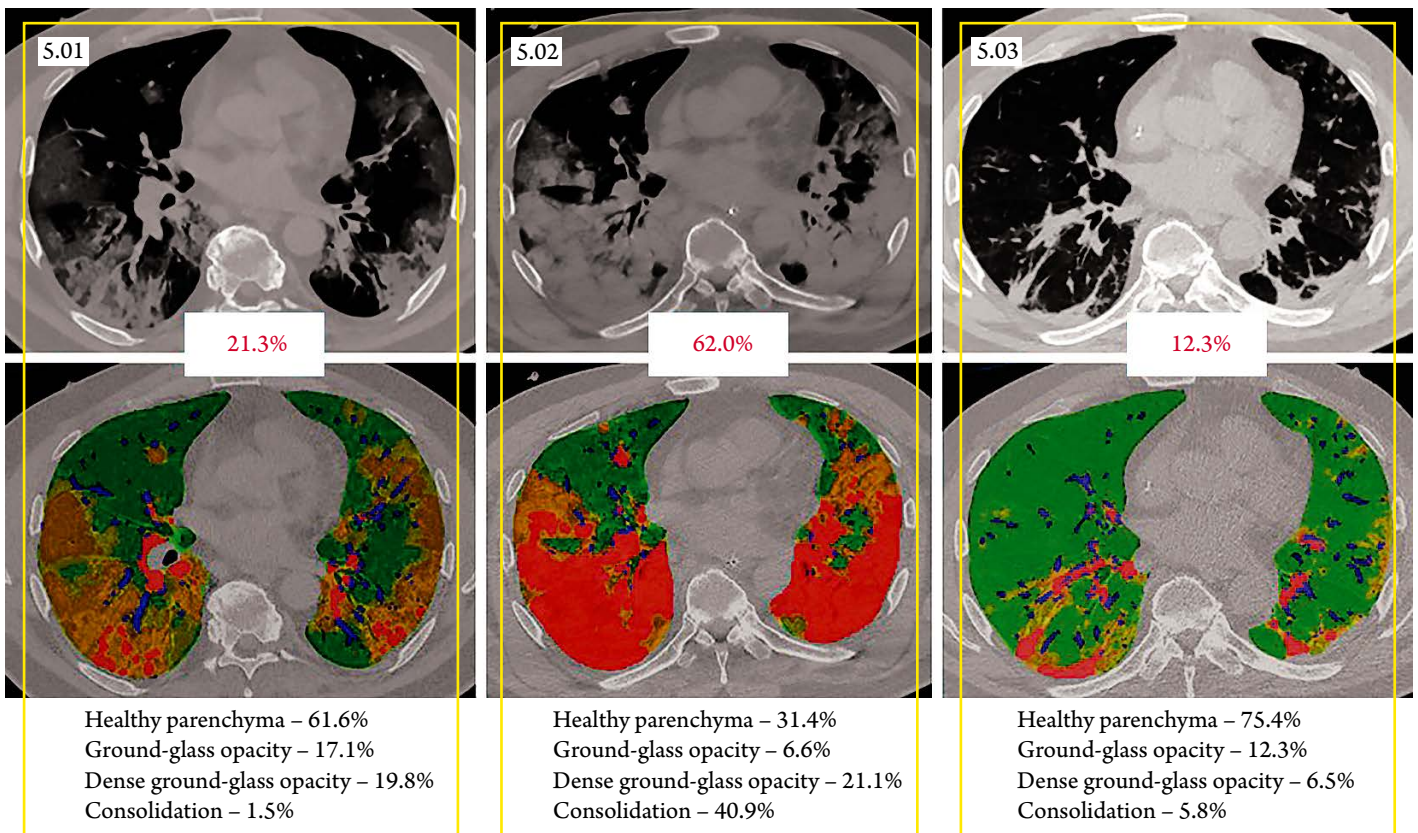 5.01
5.02
5.03
21.3%
62.0%
12.3%
Healthy parenchyma – 61.6%
Ground-glass opacity – 17.1%
Dense ground-glass opacity – 19.8%
Consolidation – 1.5%
Healthy parenchyma – 31.4%
Ground-glass opacity – 6.6%
Dense ground-glass opacity – 21.1%
Consolidation – 40.9%
Healthy parenchyma – 75.4%
Ground-glass opacity – 12.3%
Dense ground-glass opacity – 6.5%
Consolidation – 5.8%